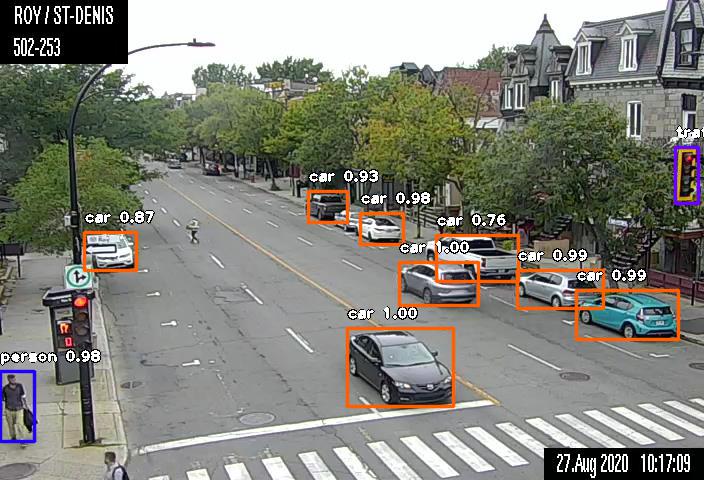 ROY / ST-DENIS
502-253
traf
car 0.93
car 0.98
car 0.87
car 0.76
car 1.00
car 0.99
car 0.99
car 1.00
person 0.98
27.Aug 2020 10:17:09